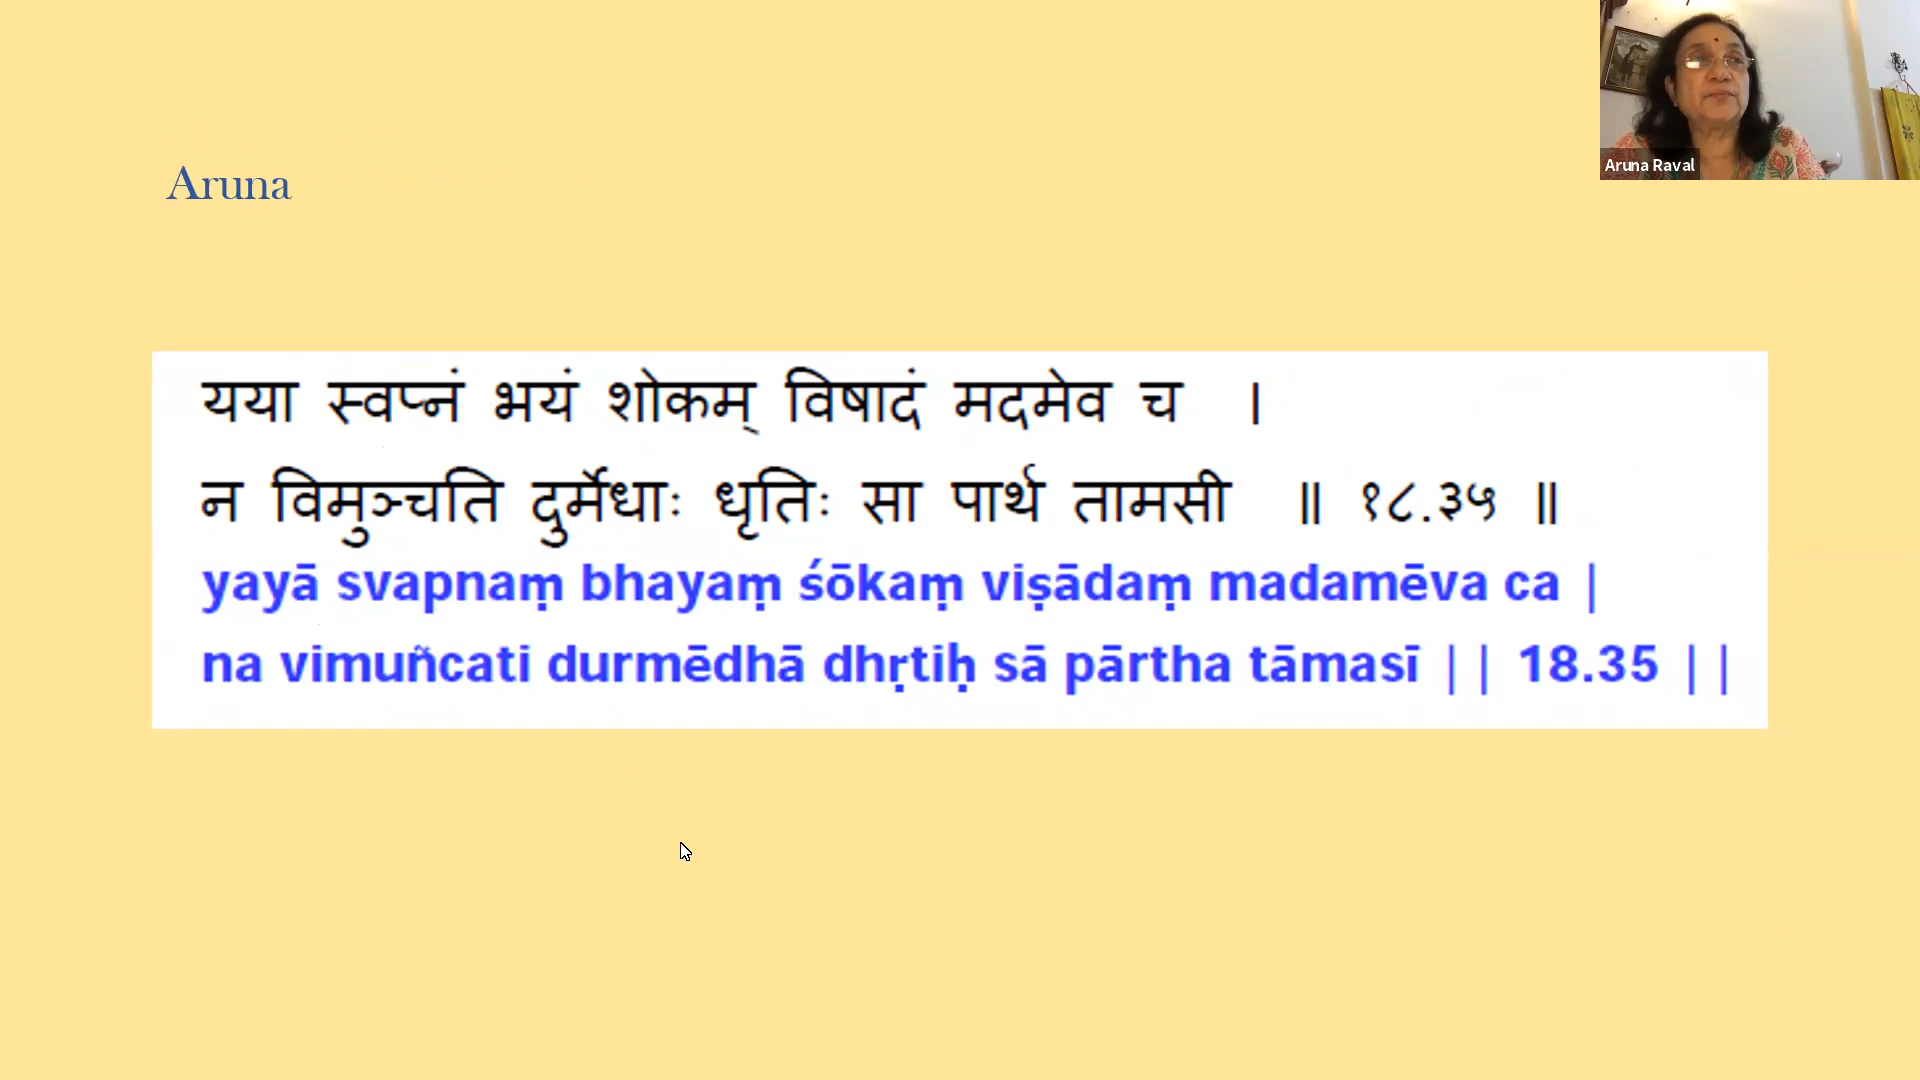 Aruna
Aruna Raval
यया स्वप्नं भयं शोकम् विषादं मदमेव च ।
न विमुञ्चति दुर्मेधाः धृतिः सा पार्थ तामसी ॥ १८.३५ ॥
yayā svapnaṃ bhayaṃ śōkaṃ viṣādaṃ madamēva ca |
na vimuñcati durmēdhā dhṛtiḥ sā pārtha tāmasī || 18.35 ||